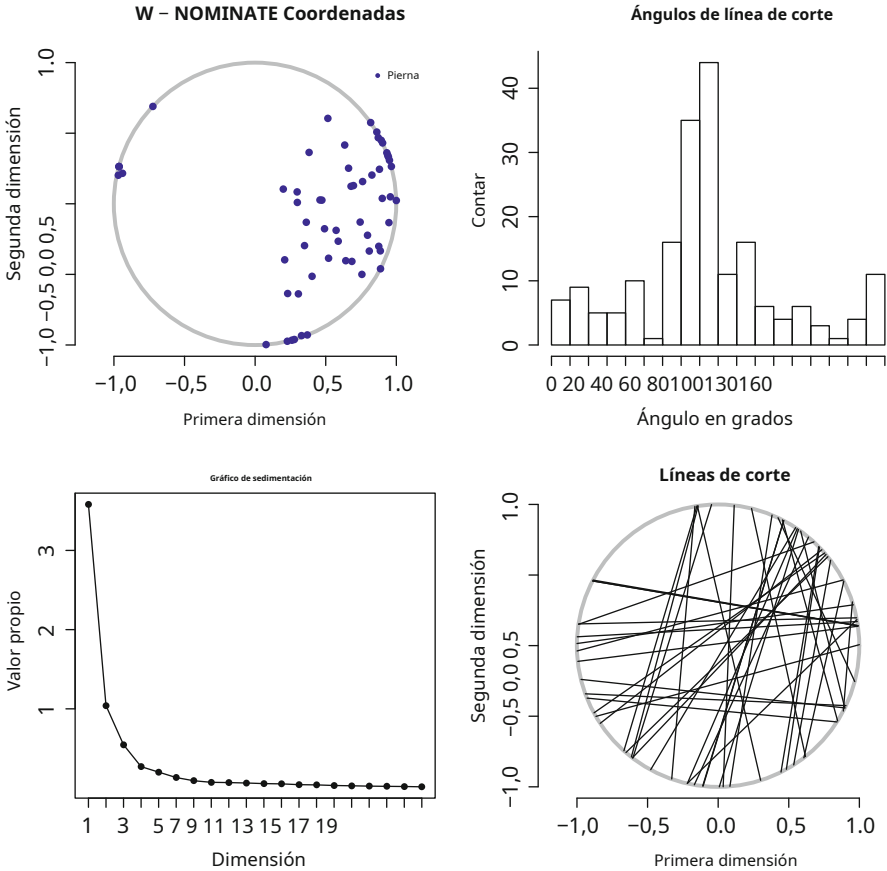 W − NOMINATE Coordenadas
Segunda dimensión
−1,0 −0,5 0,0 0,5 1.0
Pierna
−1,0 −0,5 0.0 0,5 1.0
Primera dimensión
Ángulos de línea de corte
Contar
0 10 20 30 40
0 20 40 60 80100130160
Ángulo en grados
Gráfico de sedimentación
Valor propio
1 2 3
1 3 5 7 9 11 13 15 17 19
Dimensión
Líneas de corte
Segunda dimensión
−1,0 −0,5 0,0 0,5 1.0
−1,0 −0,5 0.0 0,5 1.0
Primera dimensión